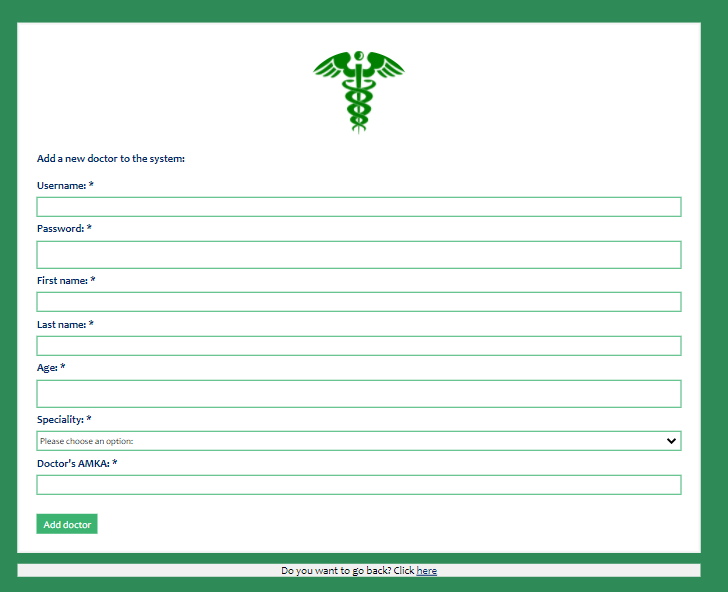 Add a new doctor to the system:
Username: *
Password: *
First name: *
Last name: *
Age: *
Speciality: *
Please choose an option:
Doctor's AMKA: *
Add doctor
Do you want to go back? Click here